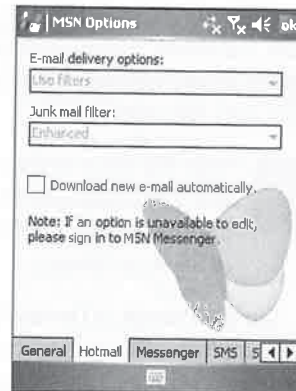 MSN Options
ok
E-mail delivery options:
Use filters
Junk mail filter:
Enhanced
Download new e-mail automatically.
Note: If an option is unavailable to edit,
please sign in to MSN Messenger.
General Hotmail Messenger SMS S